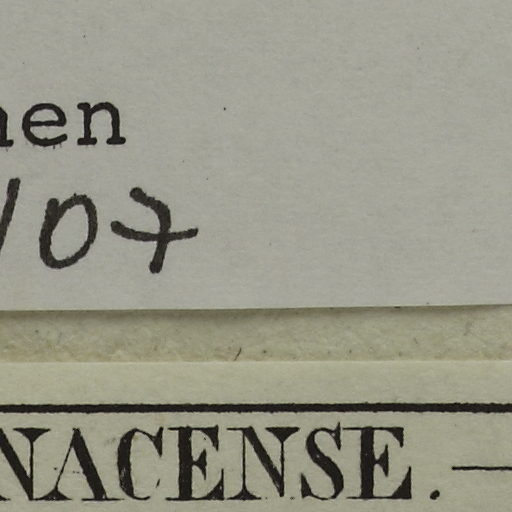 nen
/07
NACENSE. —